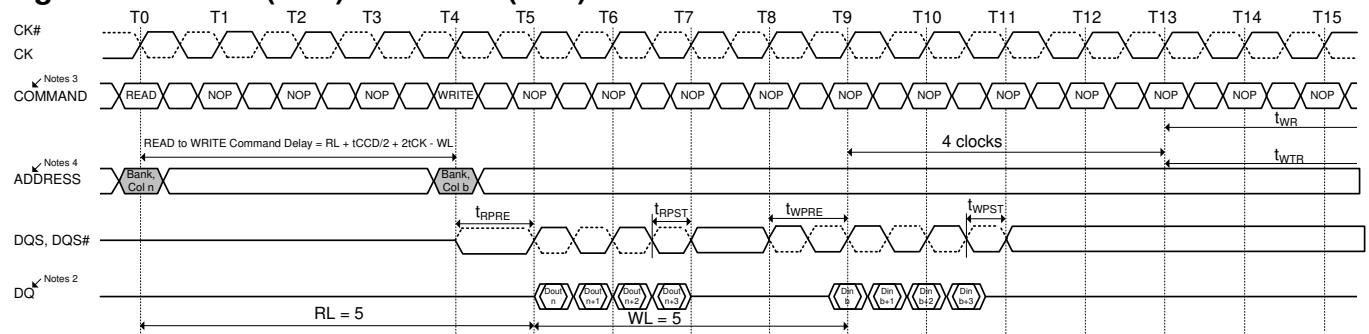 T0 T1 T2 T3 T4 T5 T6 T7 T8 T9 T10 T11 T12 T13 T14 T15
CK#
CK
Notes 3
COMMAND READ NOP NOP NOP WRITE NOP NOP NOP NOP NOP NOP NOP NOP NOP NOP NOP
tWR
READ to WRITE Command Delay = RL + tCCD/2 + 2tCK - WL
4 clocks
tWTR
Notes 4
ADDRESS
Bank, Col n
Bank, Col b
tRPRE tRPST tWPRE tWPST
DQS, DQS#
Notes 2
DQ
Dout n
Dout n+1
Dout n+2
Dout n+3
Din b
Din b+1
Din b+2
Din b+3
RL = 5 WL = 5